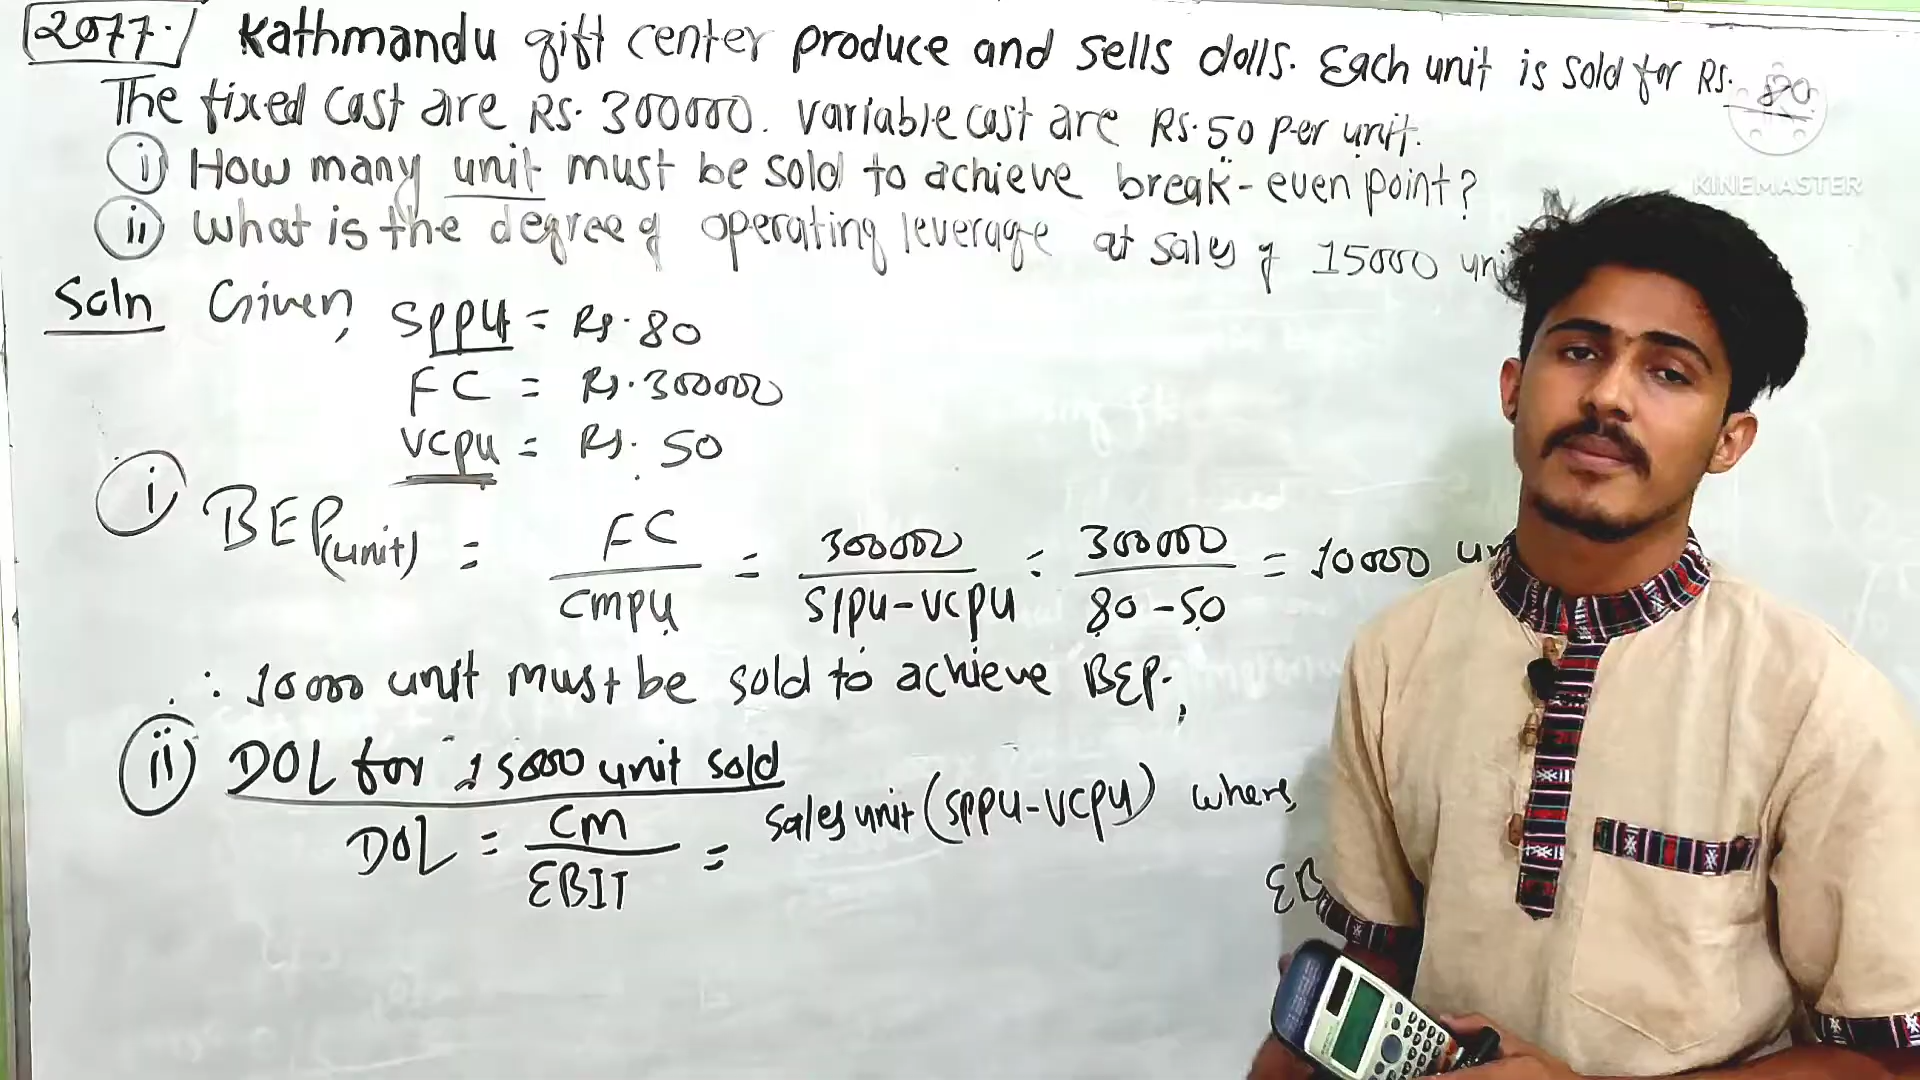 2077. Kathmandu gift center produce and sells dolls. Each unit is sold for Rs. 80.
The fixed cost are Rs. 300000. Variable cost are Rs. 50 per unit.
i) How many unit must be sold to achieve break-even point?
ii) What is the degree of operating leverage at sales of 15000
KINEMASTER
Soln Given, SPPU = Rs. 80
FC = Rs. 300000
VCPU = Rs. 50
i) BEP(unit) = FC / CMPU = 300000 / S/PU-VCPU = 300000 / 80-50 = 10000
∴ 10000 unit must be sold to achieve BEP.
ii) DOL for 15000 unit sold
DOL = CM / EBIT = Sales unit (SPPU-VCPU) where,